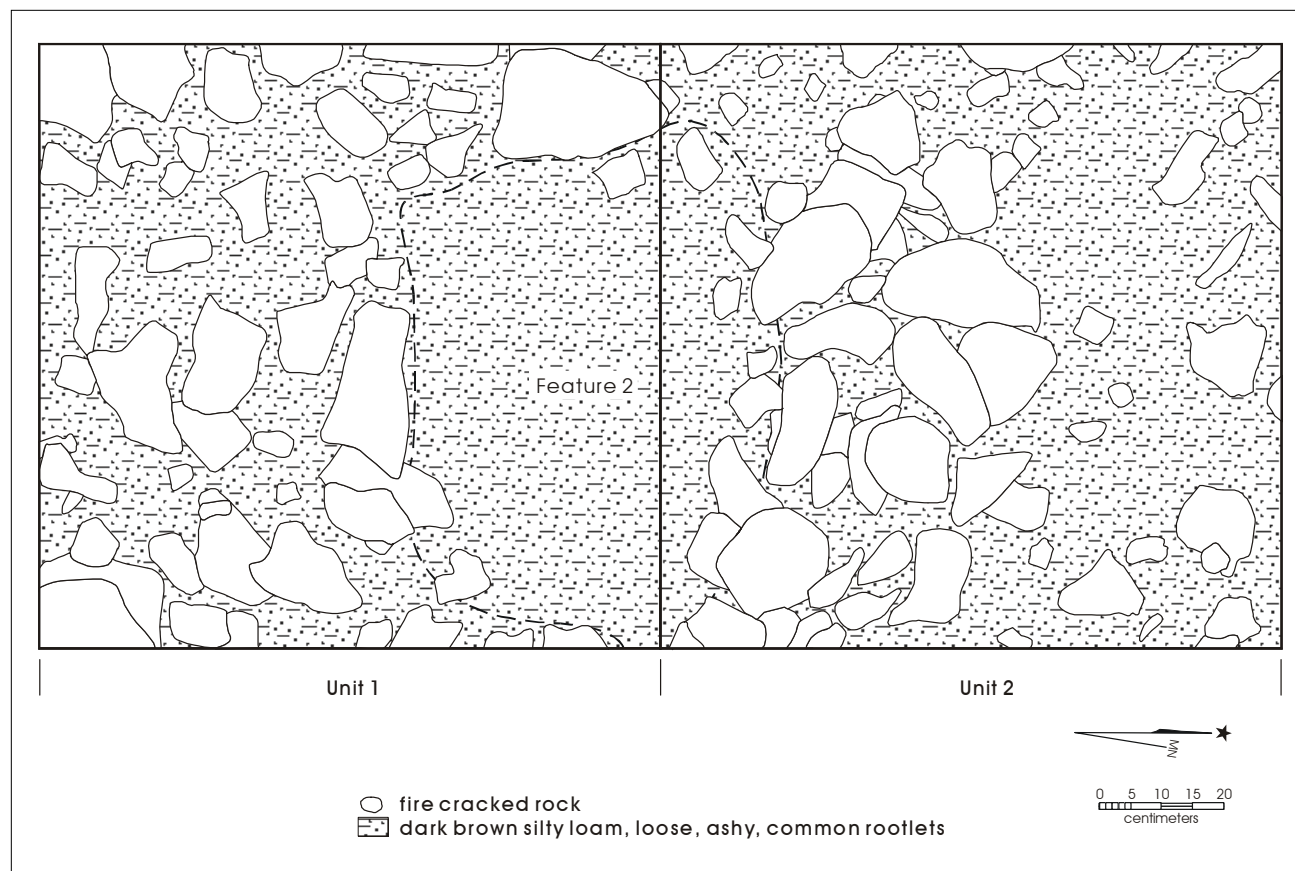 Feature 2
Unit 1
Unit 2
MN
0 5 10 15 20
centimeters
fire cracked rock
dark brown silty loam, loose, ashy, common rootlets